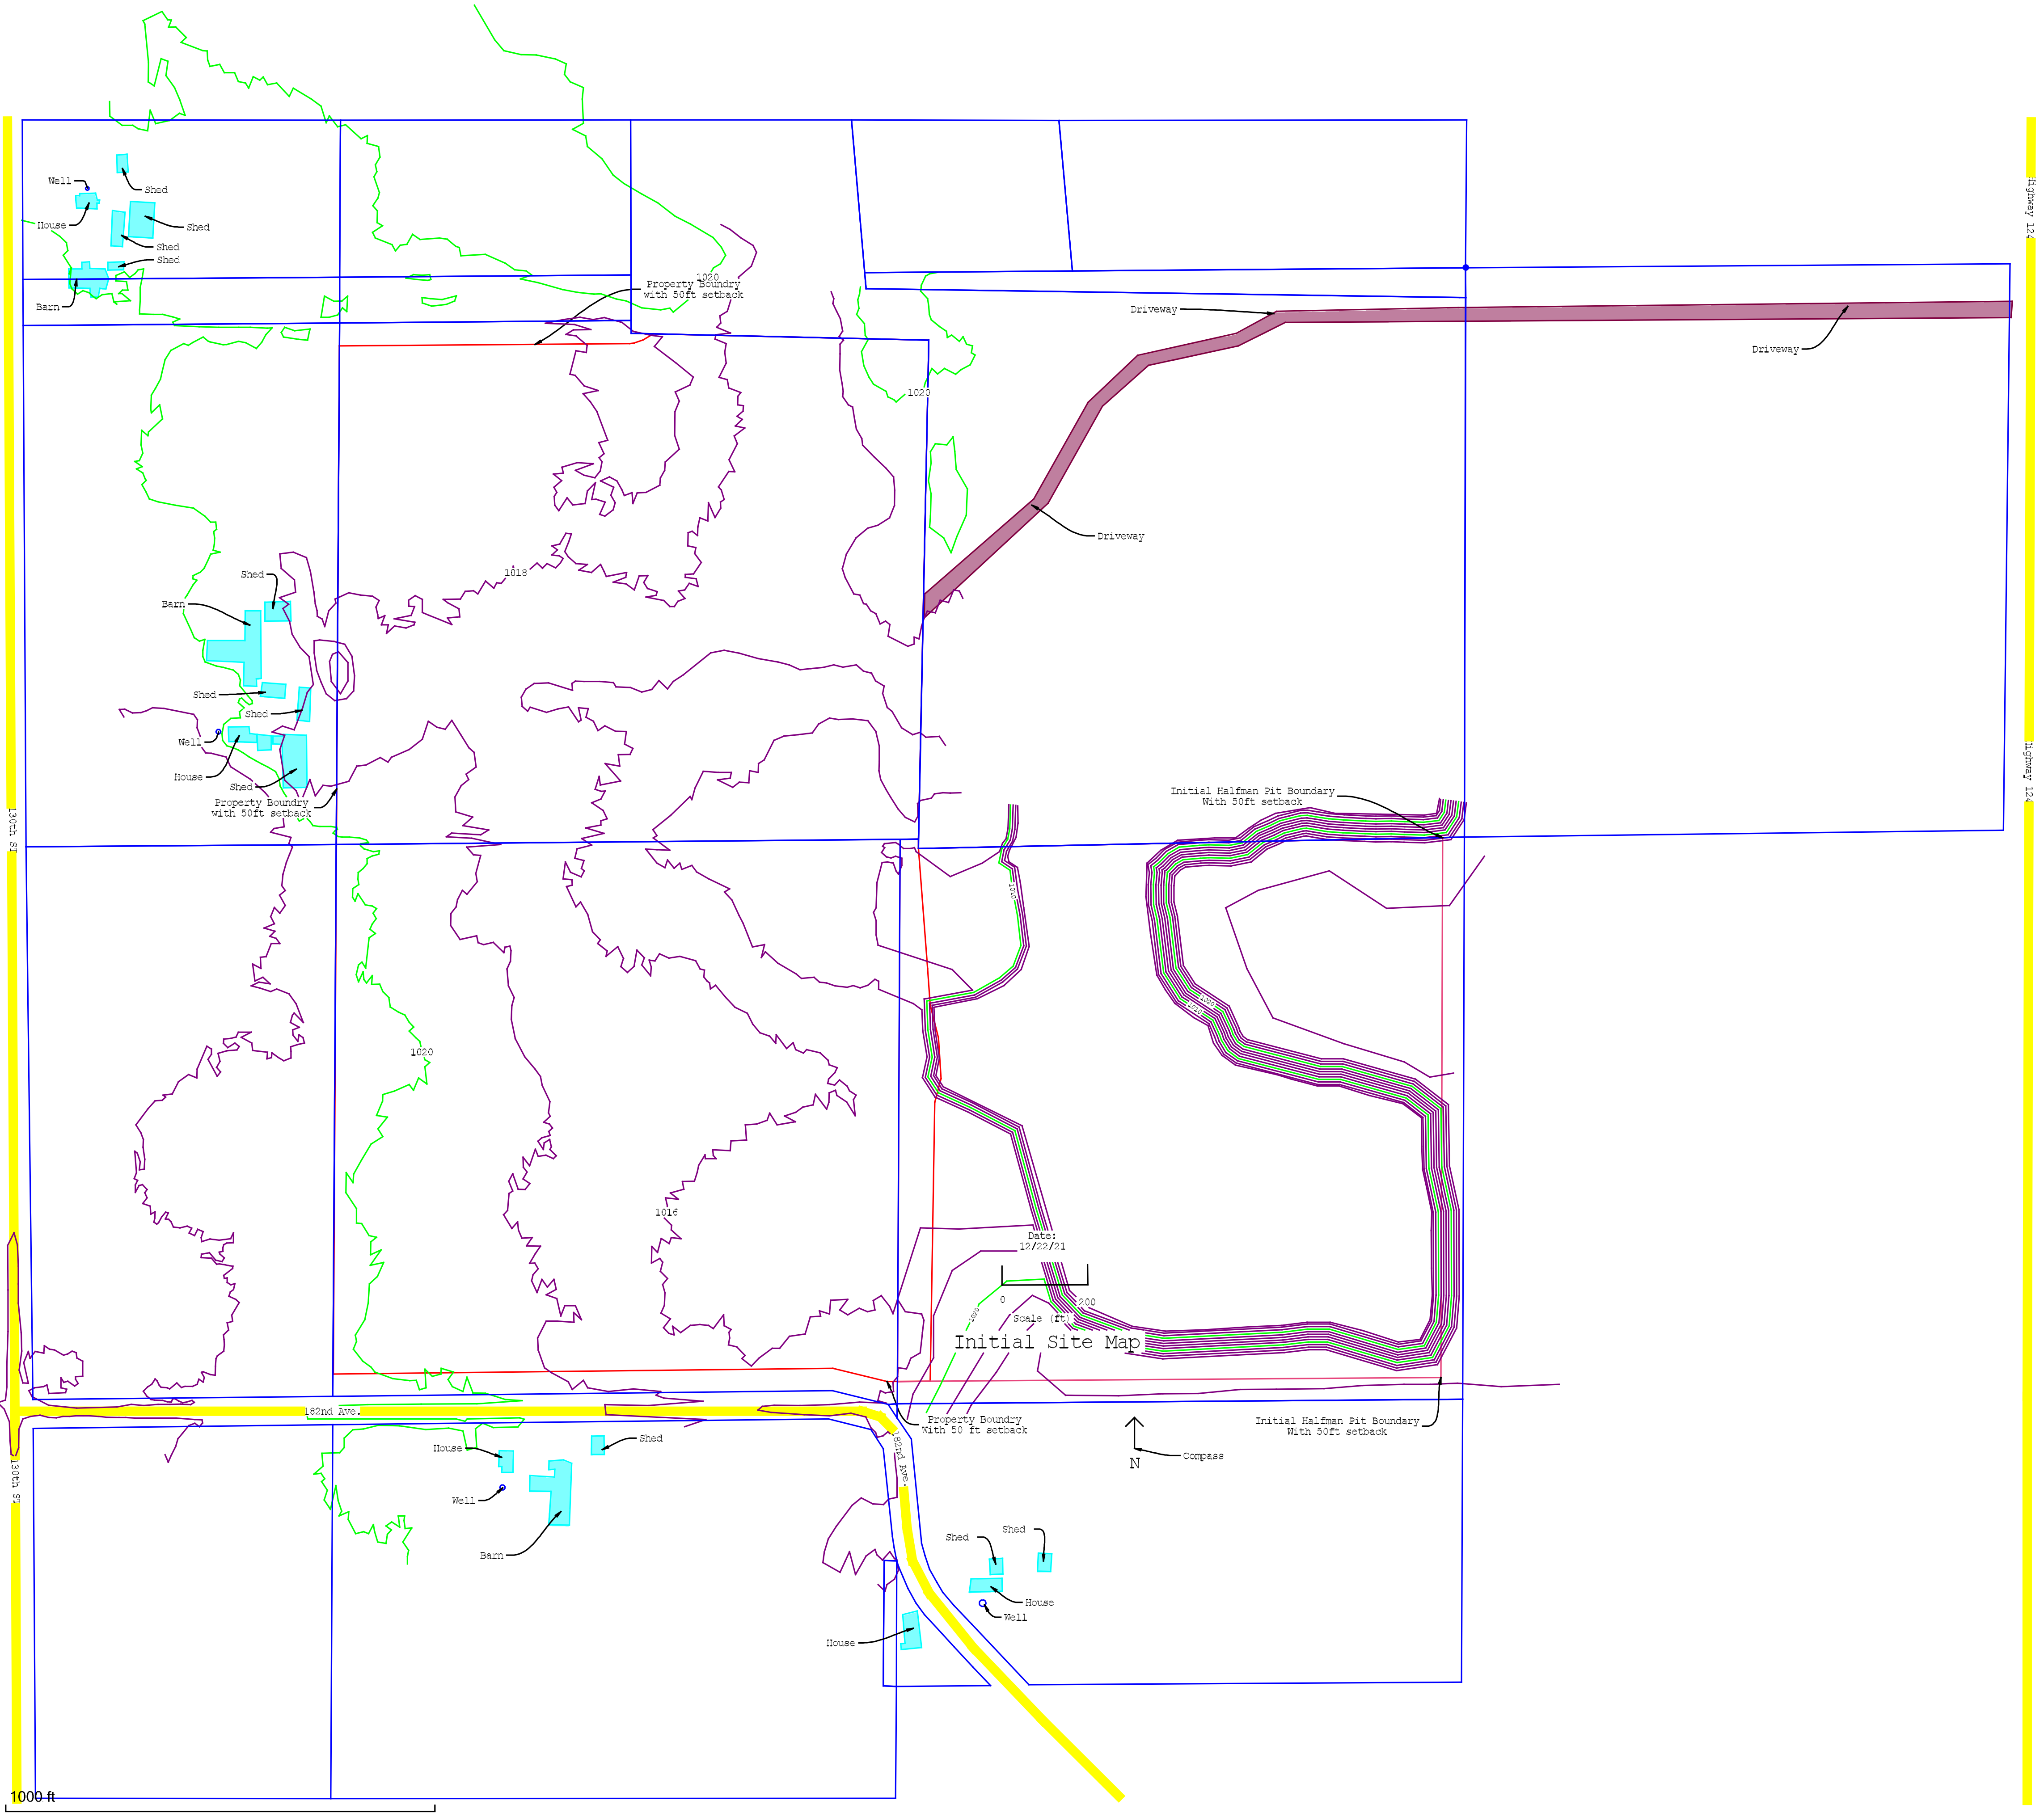 Highway 124
Well
Shed
House
Shed
Shed
Shed
Barn
1020
Property Boundry
with 50ft setback
Driveway
Driveway
1020
Driveway
1018
Shed
Barn
Shed
Shed
Well
House
Shed
Property Boundry
with 50ft setback
130th ST
Highway 124
Initial Halfman Pit Boundary
With 50ft setback
1010
1020
1010
1020
1016
Date:
12/22/21
0
200
1020
Scale (ft)
Initial Site Map
182nd Ave.
Property Boundry
With 50 ft setback
Initial Halfman Pit Boundary
With 50ft setback
House
Shed
182nd Ave.
Compass
N
130th ST
Well
Barn
Shed
Shed
House
Well
House
1000 ft